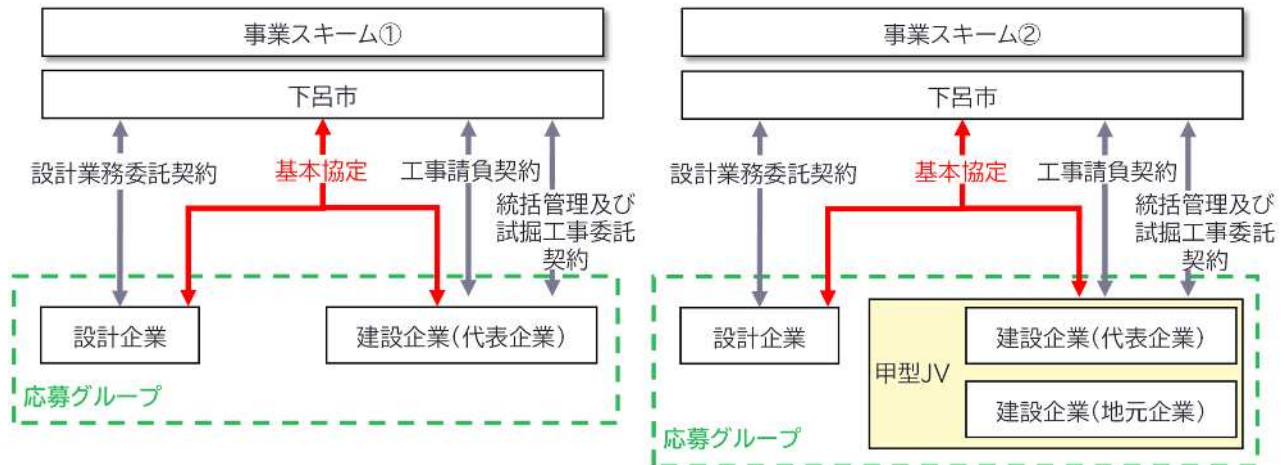 事業スキーム①
下呂市
設計業務委託契約
基本協定
工事請負契約
統括管理及び
試掘工事委託
契約
設計企業
建設企業(代表企業)
応募グループ
事業スキーム②
下呂市
設計業務委託契約
基本協定
工事請負契約
統括管理及び
試掘工事委託
契約
設計企業
甲型JV
建設企業(代表企業)
建設企業(地元企業)
応募グループ